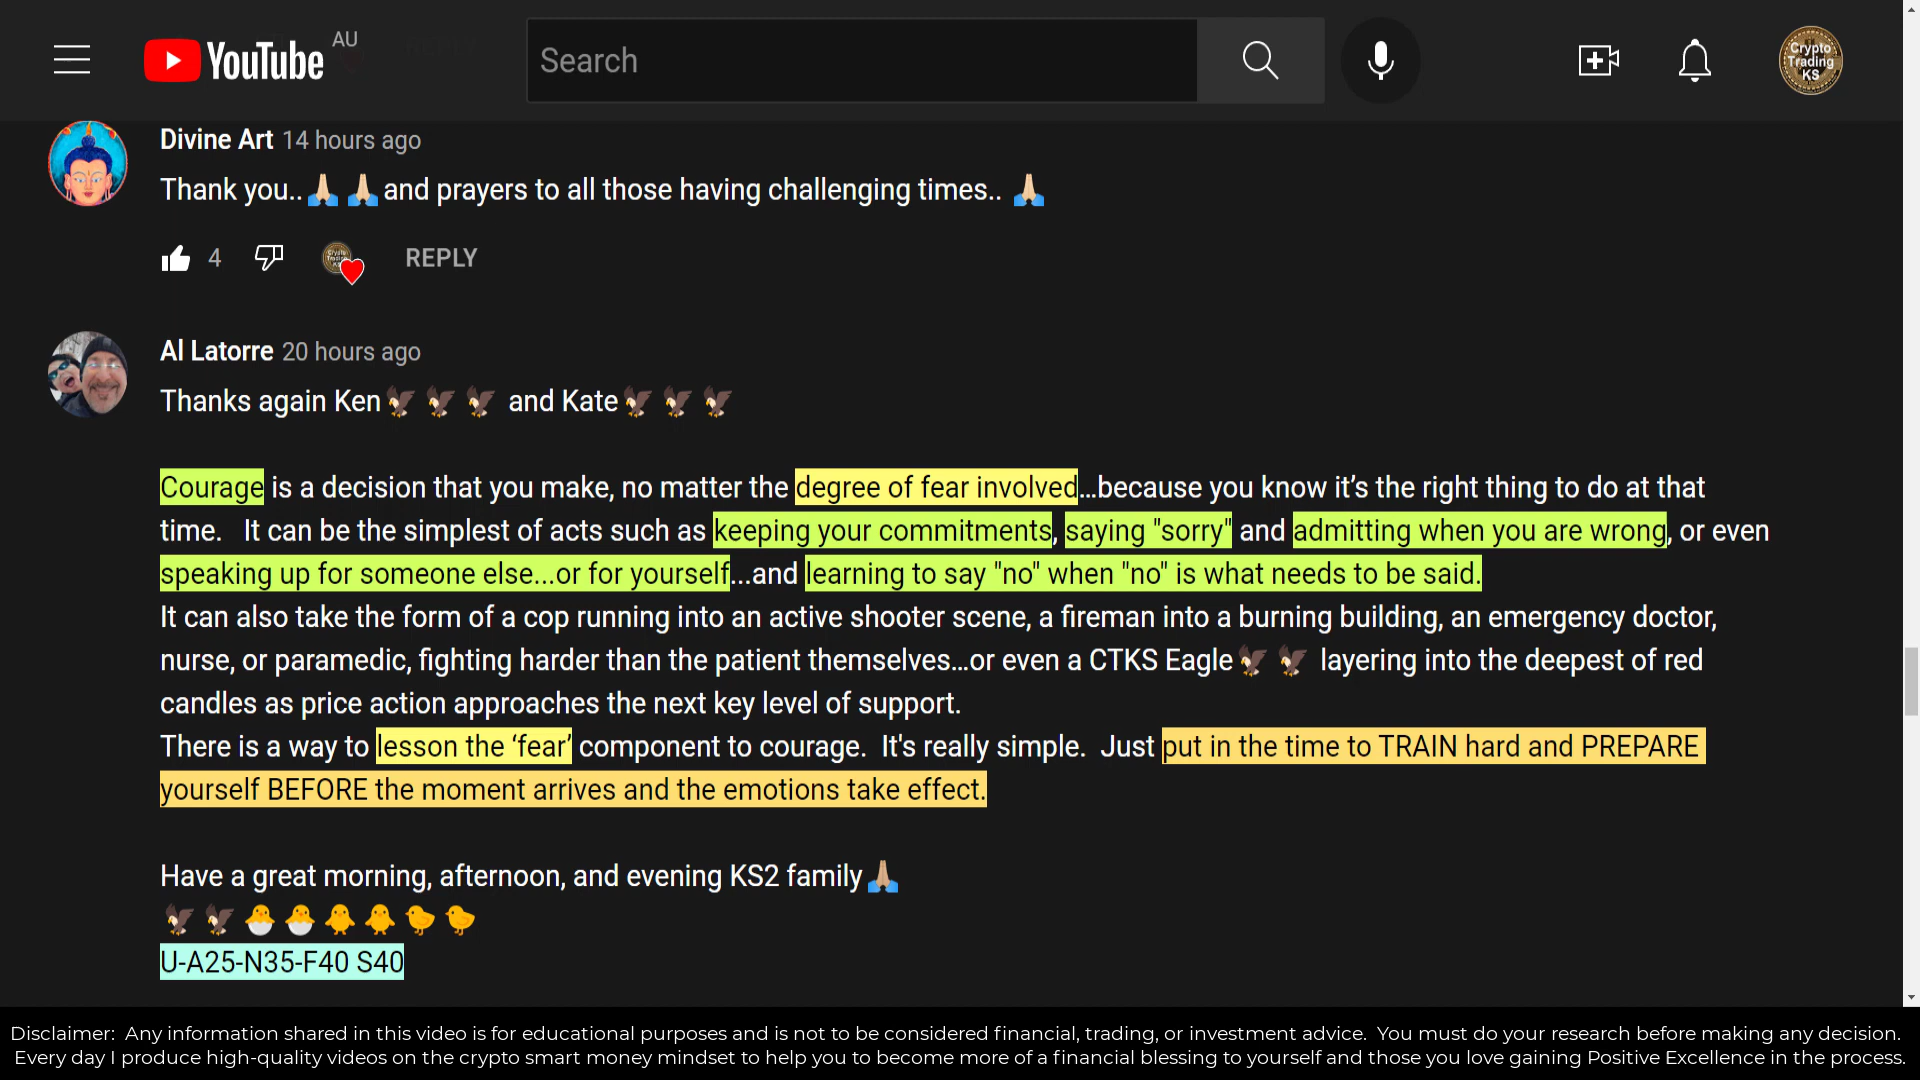 YouTube AU
Search
Crypto Trading KS
Divine Art 14 hours ago
Thank you..🙏🏼🙏🏼and prayers to all those having challenging times.. 🙏🏼
4 REPLY
Al Latorre 20 hours ago
Thanks again Ken🦅🦅🦅 and Kate🦅🦅🦅
Courage is a decision that you make, no matter the degree of fear involved…because you know it’s the right thing to do at that
time.   It can be the simplest of acts such as keeping your commitments, saying "sorry" and admitting when you are wrong, or even
speaking up for someone else...or for yourself...and learning to say "no" when "no" is what needs to be said.
It can also take the form of a cop running into an active shooter scene, a fireman into a burning building, an emergency doctor,
nurse, or paramedic, fighting harder than the patient themselves…or even a CTKS Eagle🦅🦅 layering into the deepest of red
candles as price action approaches the next key level of support.
There is a way to lesson the ‘fear’ component to courage.  It's really simple.  Just put in the time to TRAIN hard and PREPARE
yourself BEFORE the moment arrives and the emotions take effect.
Have a great morning, afternoon, and evening KS2 family🙏🏽
🦅🦅🐣🐣🐥🐥🐤🐤
U-A25-N35-F40 S40
Disclaimer:  Any information shared in this video is for educational purposes and is not to be considered financial, trading, or investment advice.  You must do your research before making any decision.
Every day I produce high-quality videos on the crypto smart money mindset to help you to become more of a financial blessing to yourself and those you love gaining Positive Excellence in the process.